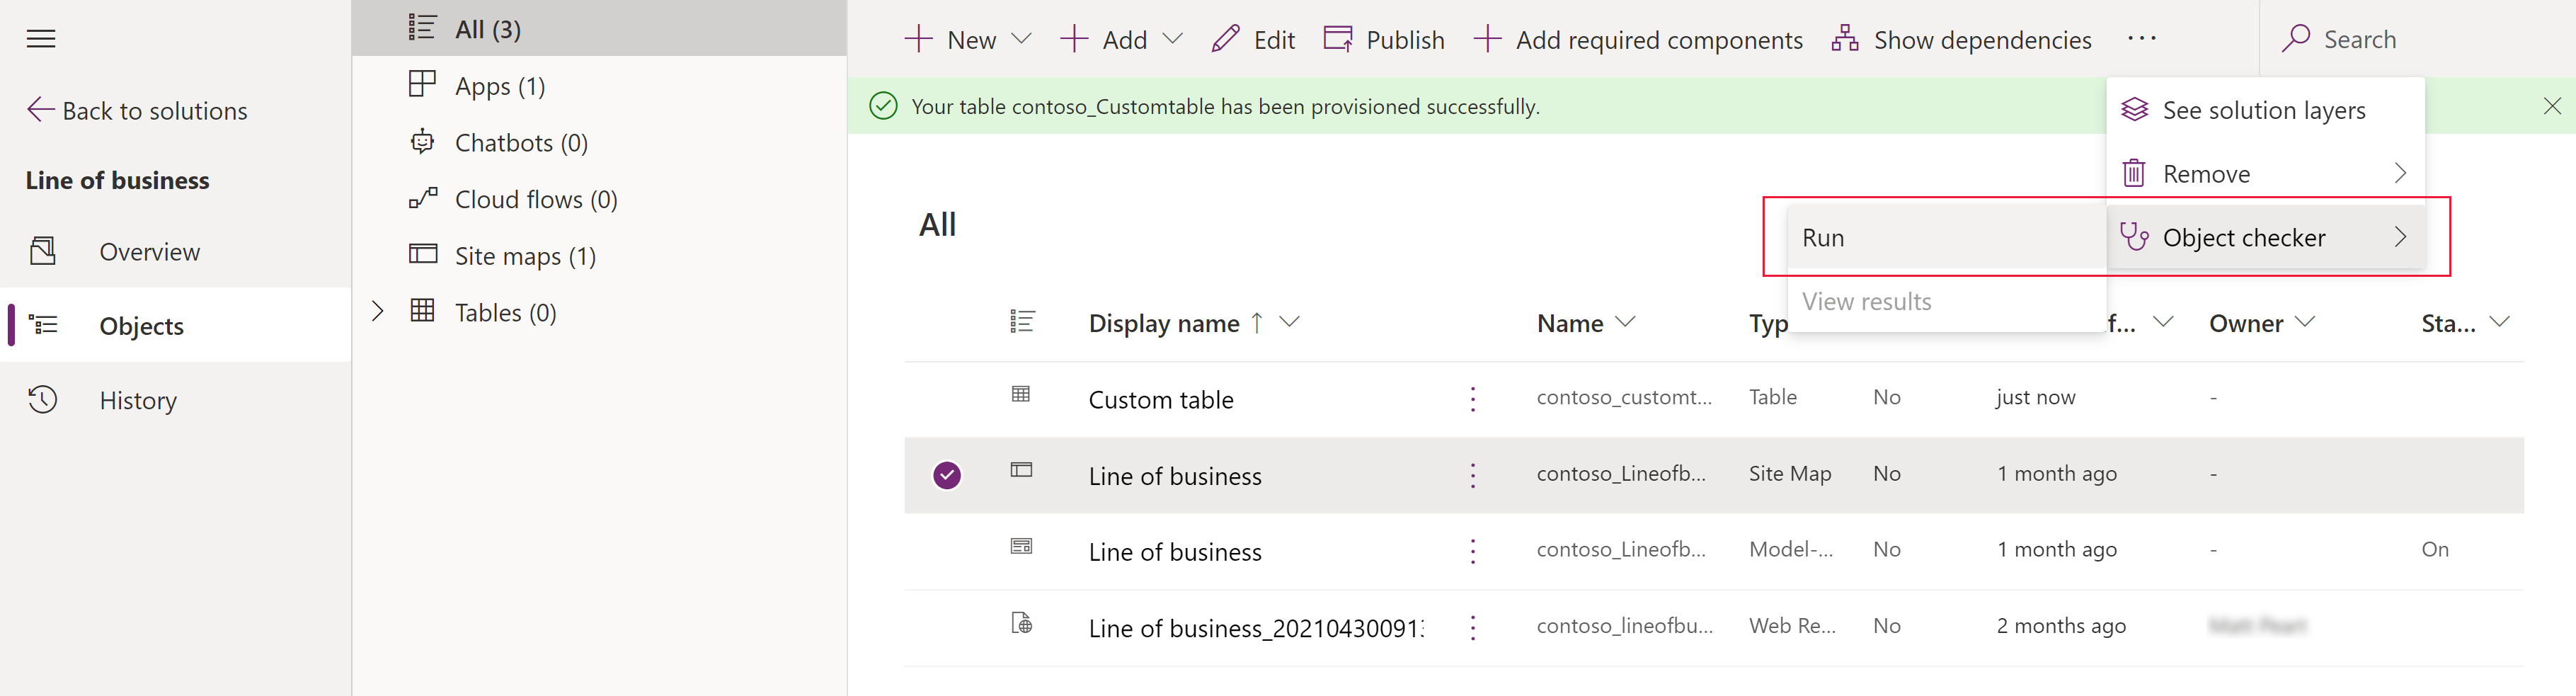 Back to solutions
Line of business
Overview
Objects
History
All (3)
Apps (1)
Chatbots (0)
Cloud flows (0)
Site maps (1)
Tables (0)
New Add Edit Publish Add required components Show dependencies ... Search
Your table contoso_Customtable has been provisioned successfully.
See solution layers
Remove
Object checker
Run
View results
All
Display name ↑ Name Typ f... Owner Sta...
Custom table contoso_customt... Table No just now -
Line of business contoso_Lineofb... Site Map No 1 month ago -
Line of business contoso_Lineofb... Model-... No 1 month ago - On
Line of business_20210430091 contoso_lineofbu... Web Re... No 2 months ago